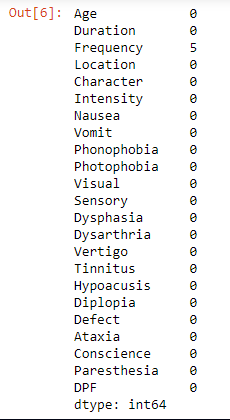 Out[6]: Age 0
Duration 0
Frequency 5
Location 0
Character 0
Intensity 0
Nausea 0
Vomit 0
Phonophobia 0
Photophobia 0
Visual 0
Sensory 0
Dysphasia 0
Dysarthria 0
Vertigo 0
Tinnitus 0
Hypoacusis 0
Diplopia 0
Defect 0
Ataxia 0
Conscience 0
Paresthesia 0
DPF 0
dtype: int64